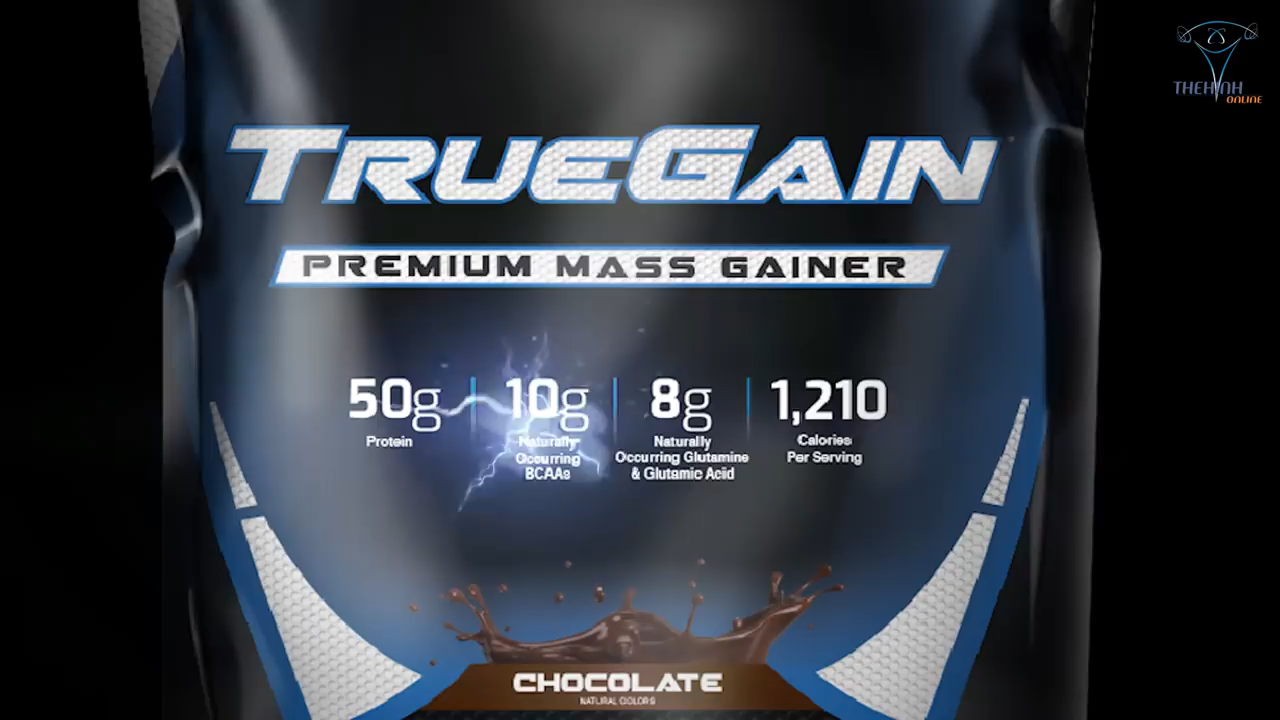 THEHINH
ONLINE
TRUEGAIN
PREMIUM MASS GAINER
50g
10g
8g
1,210
Protein
Naturally
Occurring
BCAAs
Naturally
Occurring Glutamine
& Glutamic Acid
Calories
Per Serving
CHOCOLATE
NATURAL COLORS